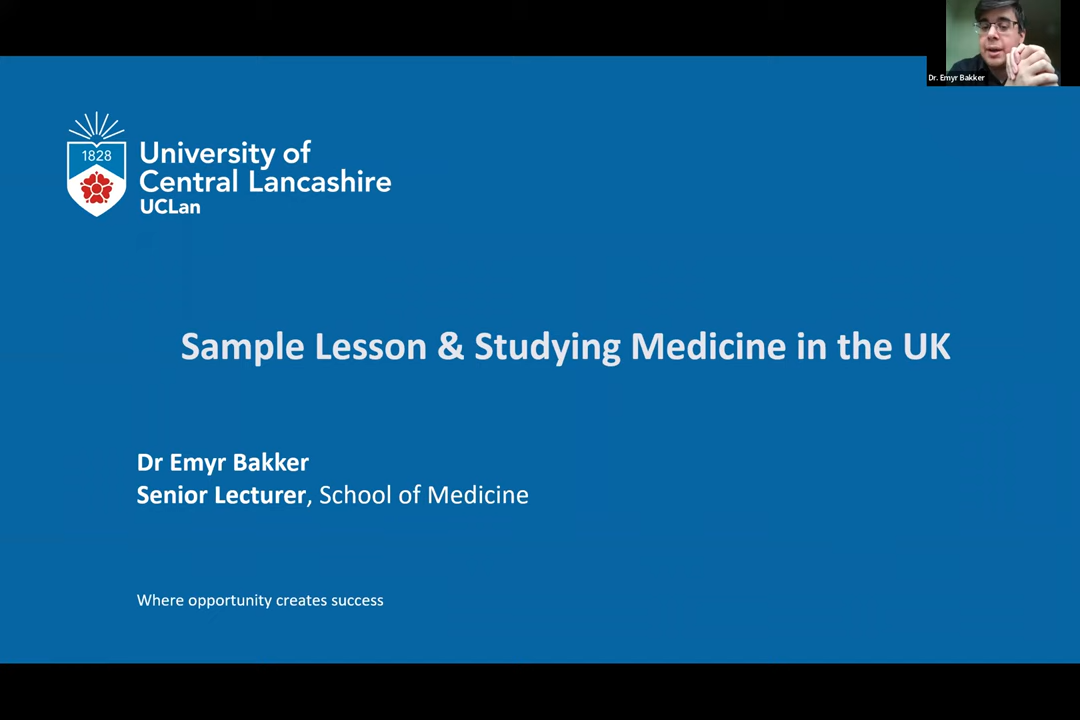 Dr. Emyr Bakker
1828
University of
Central Lancashire
UCLan
Sample Lesson & Studying Medicine in the UK
Dr Emyr Bakker
Senior Lecturer, School of Medicine
Where opportunity creates success